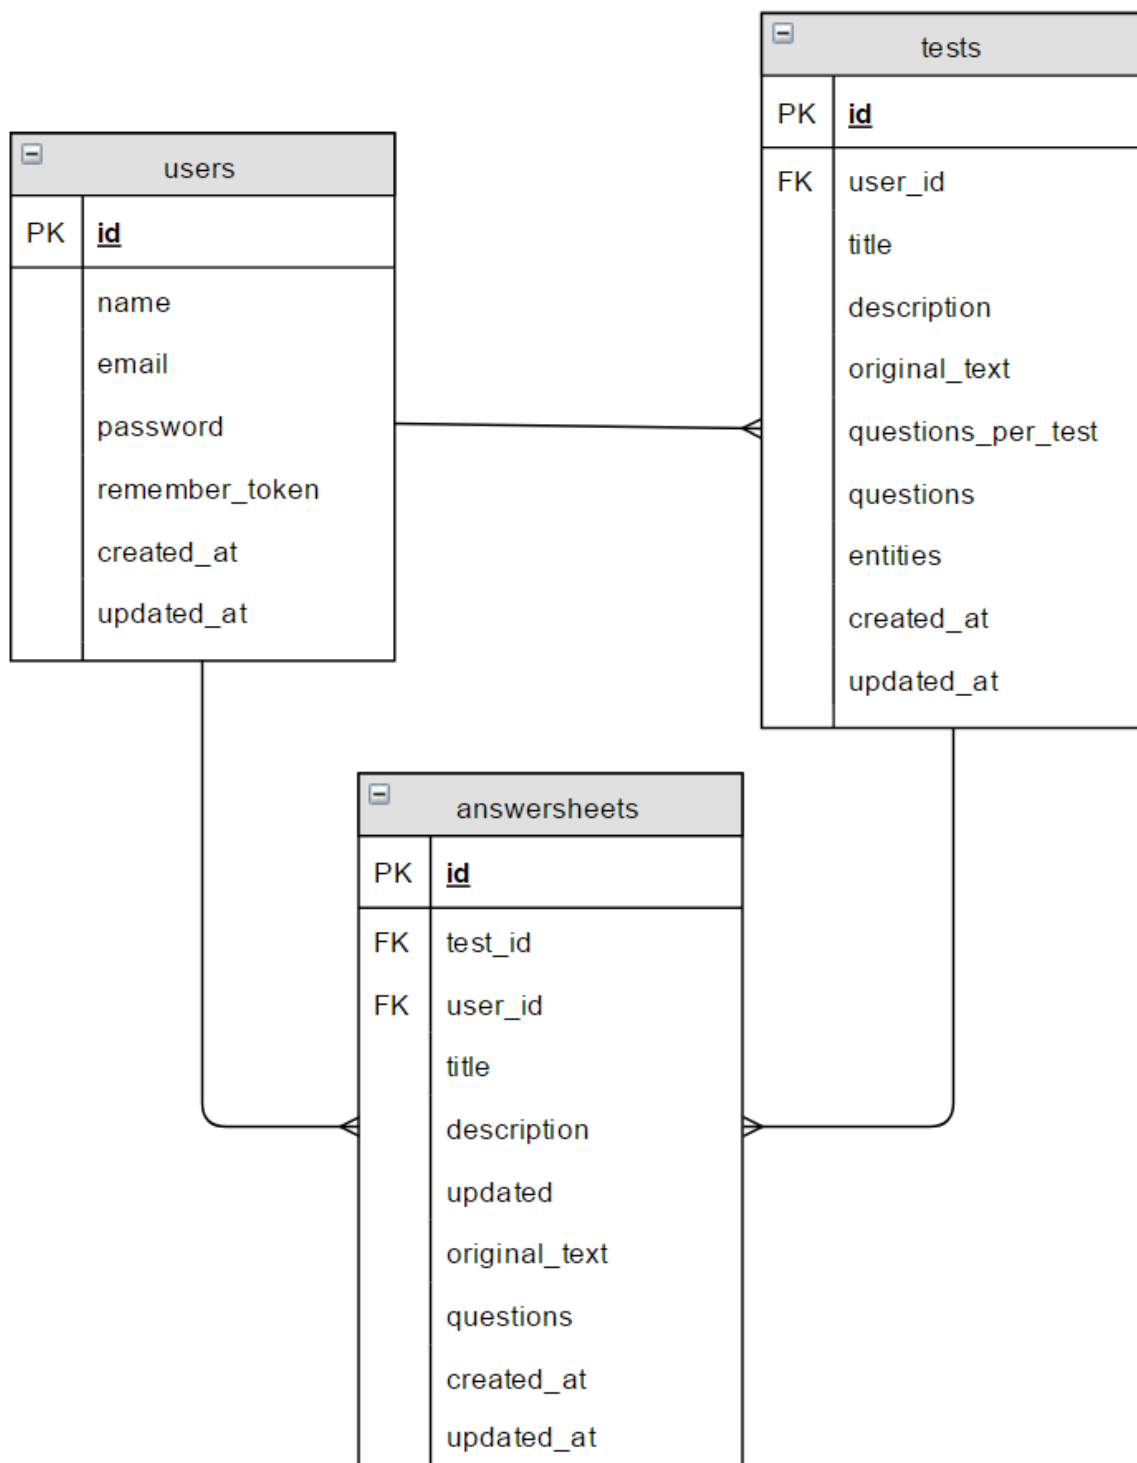 users
PK id
name
email
password
remember_token
created_at
updated_at
tests
PK id
FK user_id
title
description
original_text
questions_per_test
questions
entities
created_at
updated_at
answersheets
PK id
FK test_id
FK user_id
title
description
updated
original_text
questions
created_at
updated_at